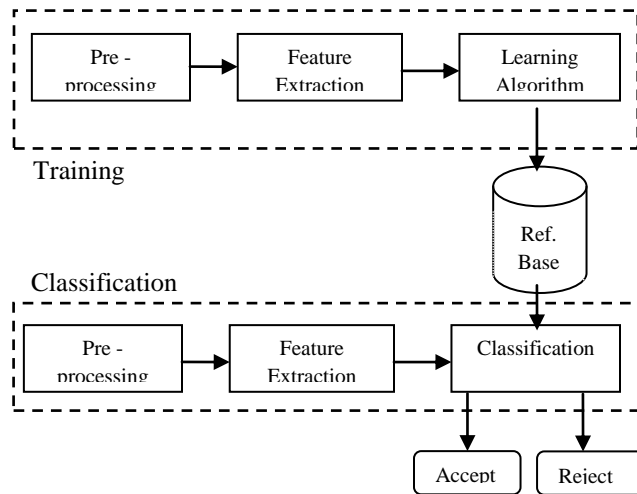 Pre -
processing
Feature
Extraction
Learning
Algorithm
Training
Ref.
Base
Classification
Pre -
processing
Feature
Extraction
Classification
Accept
Reject